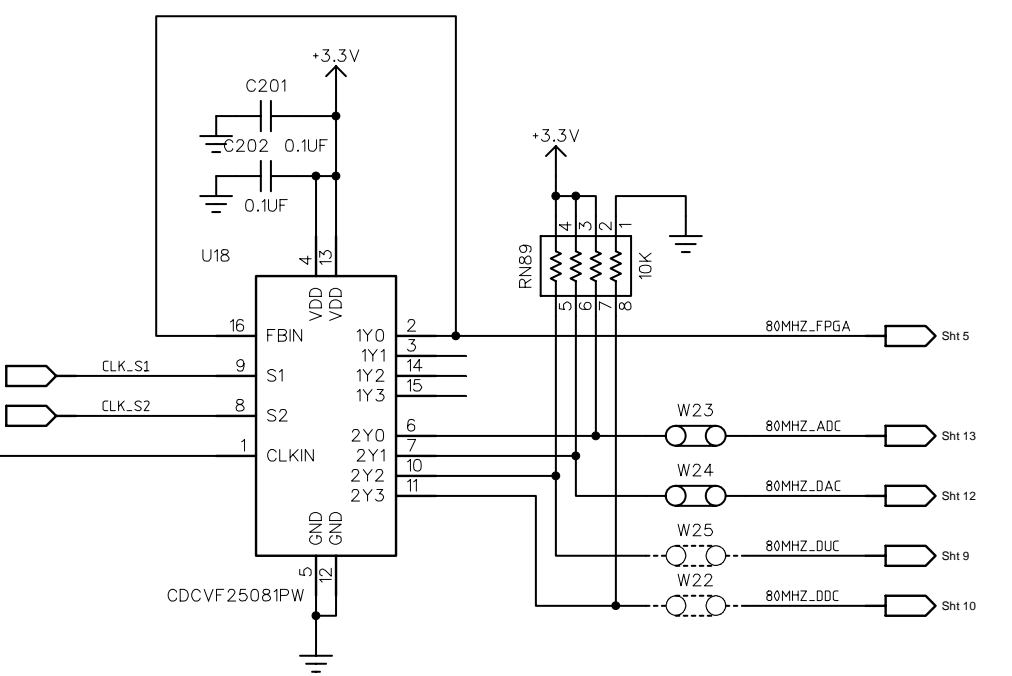 +3.3V
C201
C202 0.1UF
0.1UF
+3.3V
4 3 2 1
RN89
10K
5 6 7 8
U18
4 13
VDD VDD
16 FBIN 1Y0 2 80MHZ_FPGA Sht 5
1Y1 3
CLK_S1 9 S1 1Y2 14
1Y3 15
CLK_S2 8 S2
W23
2Y0 6 80MHZ_ADC Sht 13
1 CLKIN 2Y1 7
W24
2Y2 10
2Y3 11 80MHZ_DAC Sht 12
GND GND
W25
80MHZ_DUC Sht 9
5 12
W22
CDCVF25081PW 80MHZ_DDC Sht 10